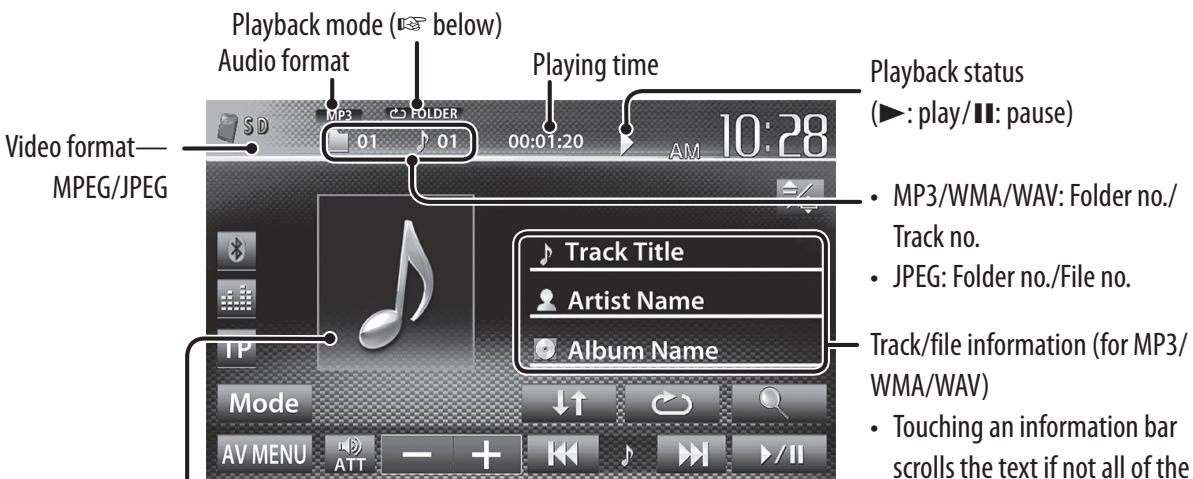 Playback mode (☞ below)
Audio format
Playing time
Playback status
(►: play/II: pause)
Video format—
MPEG/JPEG
SD
MP3
FOLDER
01
01
00:01:20
AM 10:28
• MP3/WMA/WAV: Folder no./
Track no.
• JPEG: Folder no./File no.
Track Title
Artist Name
Album Name
TP
Track/file information (for MP3/
WMA/WAV)
• Touching an information bar
scrolls the text if not all of the
Mode
AV MENU
ATT